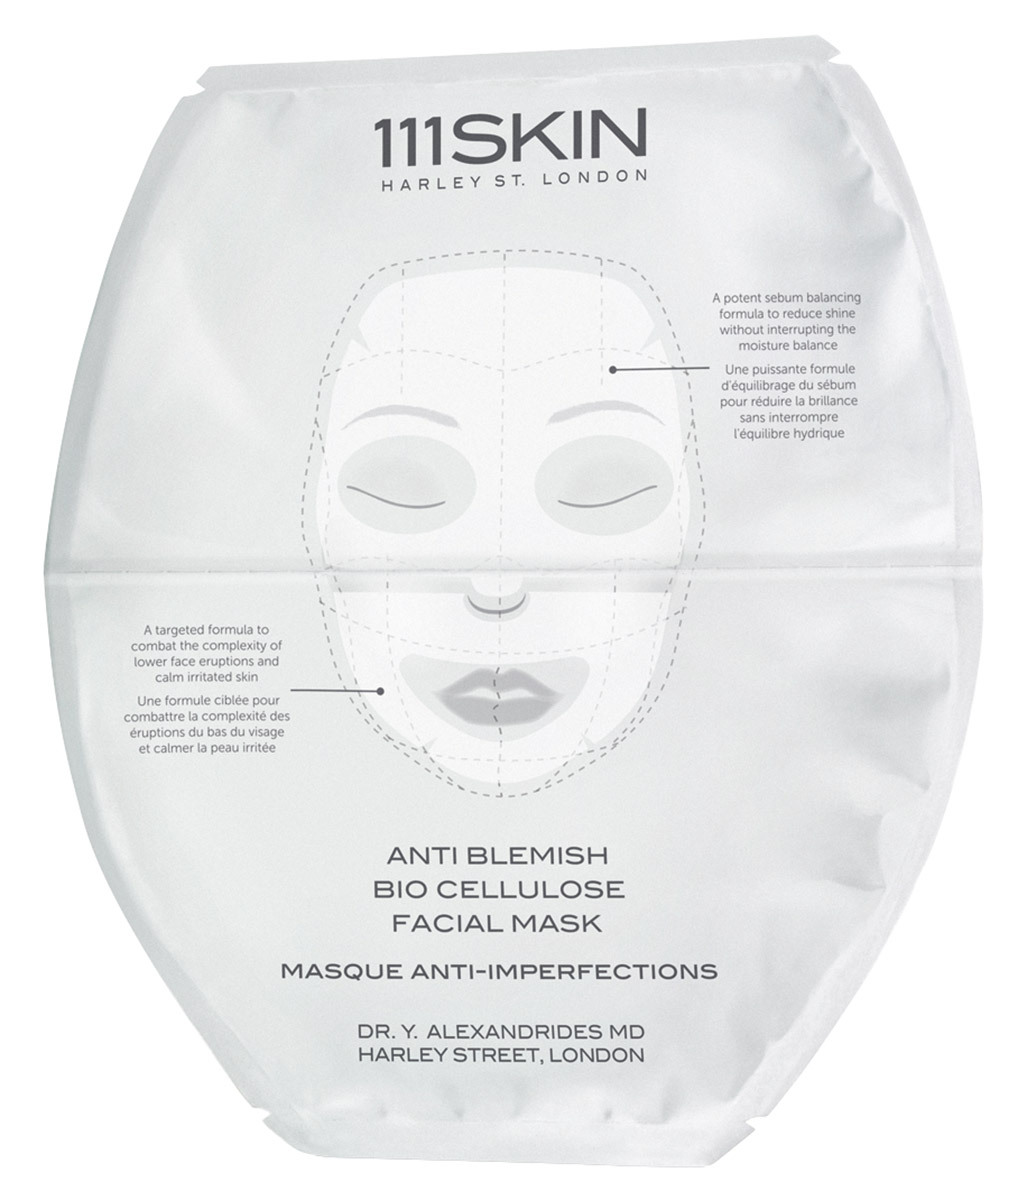 111SKIN
HARLEY ST. LONDON
A potent sebum balancing
formula to reduce shine
without interrupting the
moisture balance
Une puissante formule
d'équilibrage du sébum
pour réduire la brillance
sans interrompre
l'équilibre hydrique
A targeted formula to
combat the complexity of
lower face eruptions and
calm irritated skin
Une formule ciblée pour
combattre la complexité des
éruptions du bas du visage
et calmer la peau irritée
ANTI BLEMISH
BIO CELLULOSE
FACIAL MASK
MASQUE ANTI-IMPERFECTIONS
DR. Y. ALEXANDRIDES MD
HARLEY STREET, LONDON